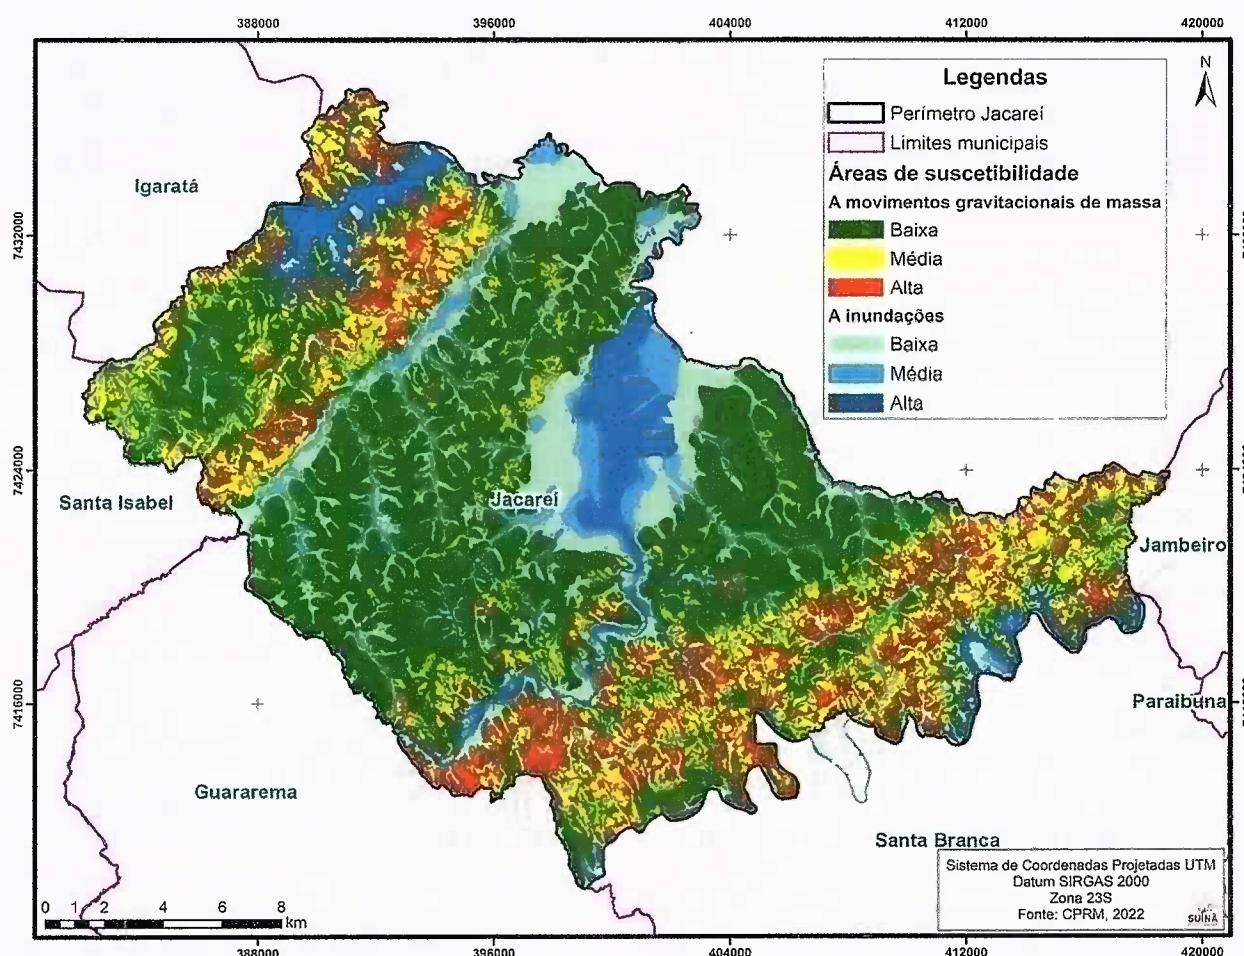 388000
396000
404000
412000
420000
N
Legendas
Perímetro Jacareí
Limites municipais
Áreas de suscetibilidade
A movimentos gravitacionais de massa
Baixa
Média
Alta
A inundações
Baixa
Média
Alta
Igaratá
7432000
7424000
Santa Isabel
Jacareí
Jambeiro
7416000
Paraibuna
Guararema
Santa Branca
Sistema de Coordenadas Projetadas UTM
Datum SIRGAS 2000
Zona 23S
Fonte: CPRM, 2022
SUINÃ
0 1 2 4 6 8
km
388000
396000
404000
412000
420000